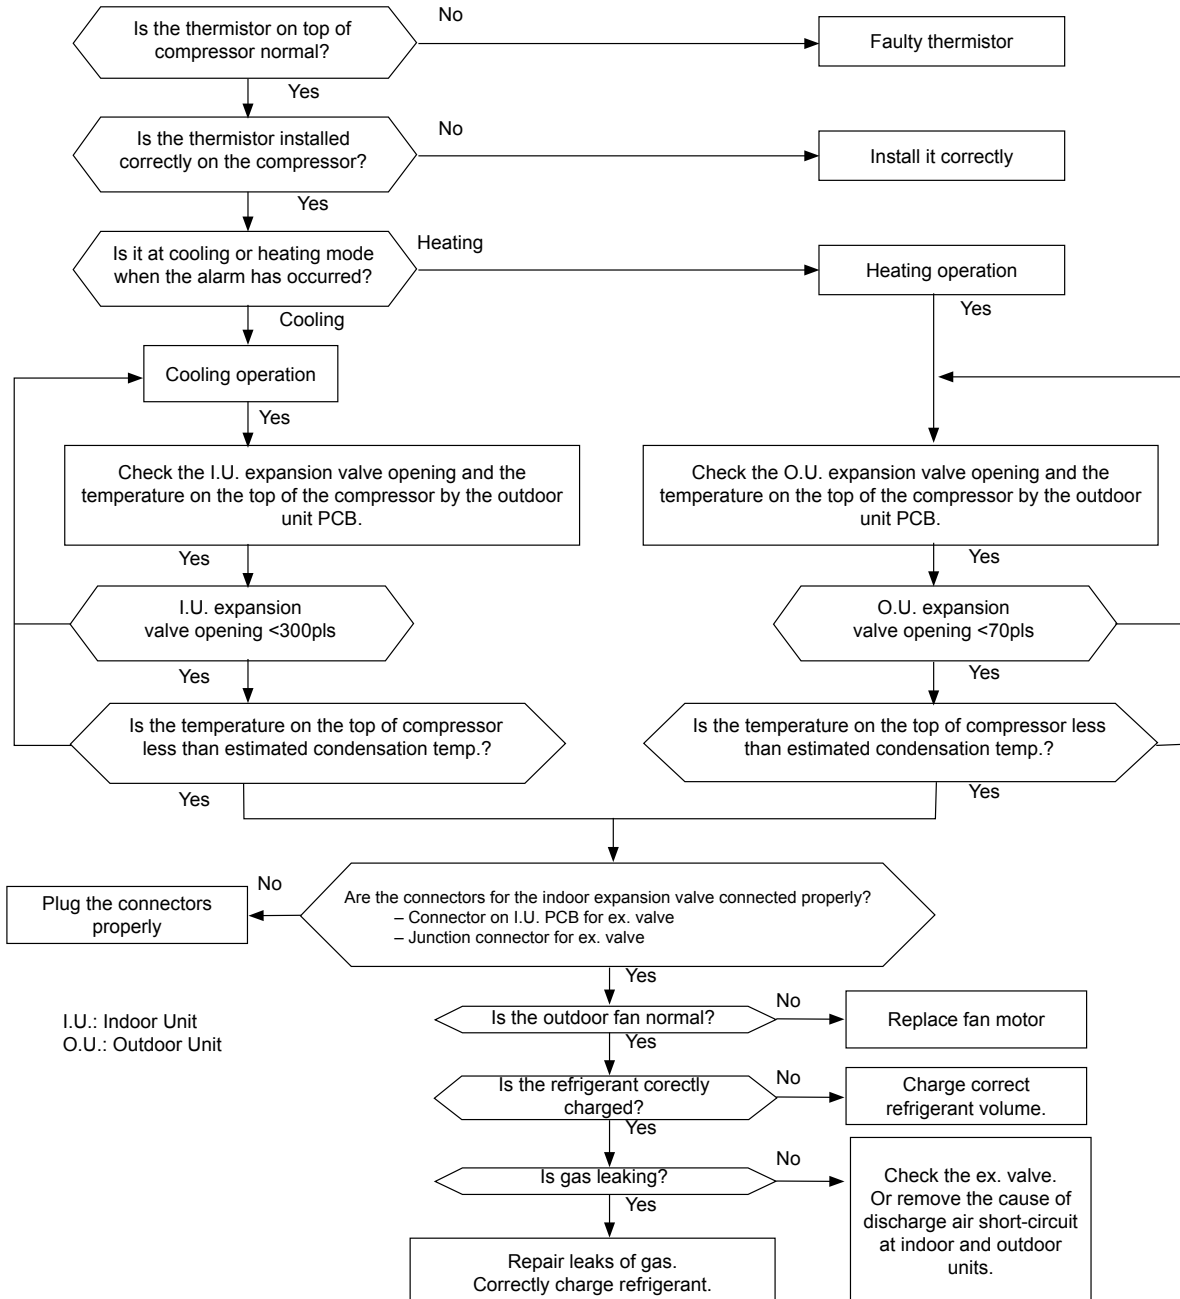 Is the thermistor on top of
compressor normal?
No
Faulty thermistor
Yes
Is the thermistor installed
correctly on the compressor?
No
Install it correctly
Yes
Is it at cooling or heating mode
when the alarm has occurred?
Heating
Heating operation
Cooling
Yes
Cooling operation
Yes
Check the I.U. expansion valve opening and the
temperature on the top of the compressor by the outdoor
unit PCB.
Check the O.U. expansion valve opening and the
temperature on the top of the compressor by the outdoor
unit PCB.
Yes
Yes
I.U. expansion
valve opening <300pls
O.U. expansion
valve opening <70pls
Yes
Yes
Is the temperature on the top of compressor
less than estimated condensation temp.?
Is the temperature on the top of compressor less
than estimated condensation temp.?
Yes
Yes
Are the connectors for the indoor expansion valve connected properly?
– Connector on I.U. PCB for ex. valve
– Junction connector for ex. valve
No
Plug the connectors
properly
Yes
I.U.: Indoor Unit
O.U.: Outdoor Unit
Is the outdoor fan normal?
No
Replace fan motor
Yes
Is the refrigerant corectly
charged?
No
Charge correct
refrigerant volume.
Yes
Is gas leaking?
No
Check the ex. valve.
Or remove the cause of
discharge air short-circuit
at indoor and outdoor
units.
Yes
Repair leaks of gas.
Correctly charge refrigerant.